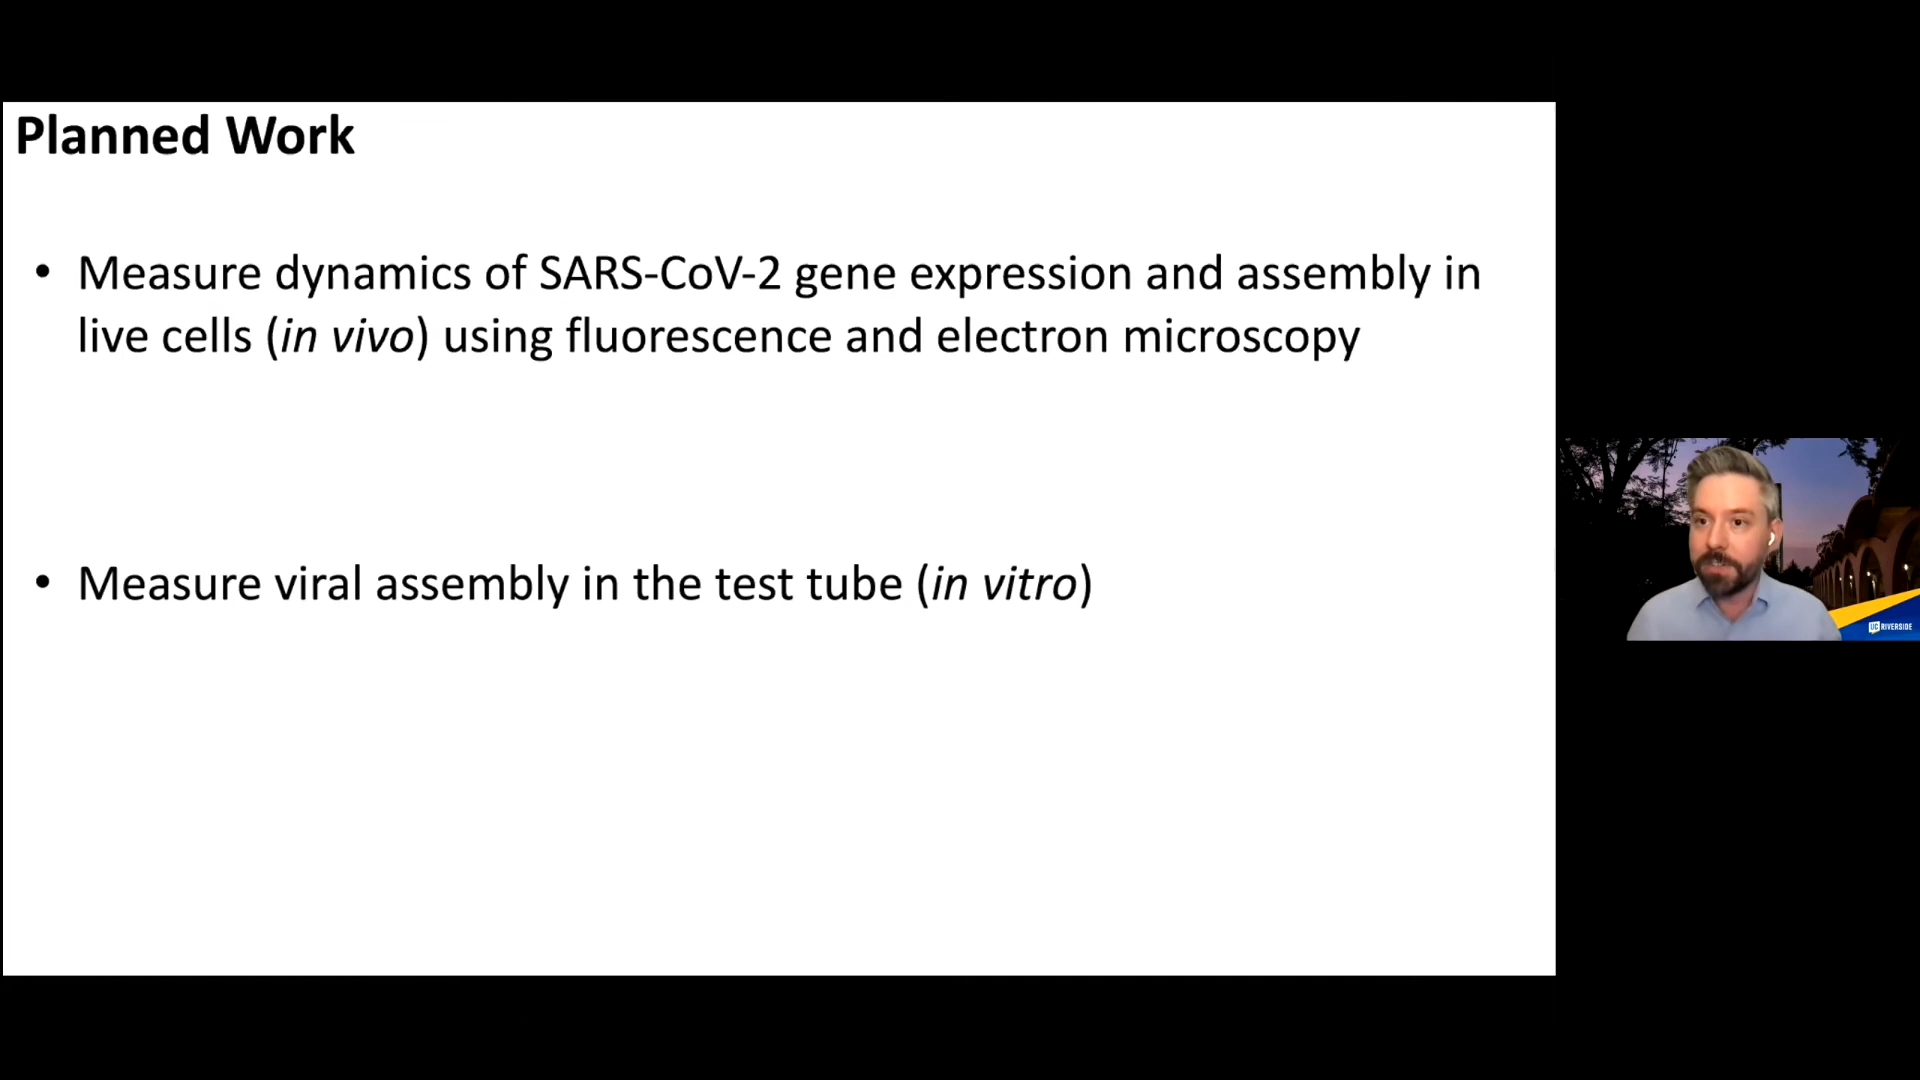 Planned Work
• Measure dynamics of SARS-CoV-2 gene expression and assembly in
live cells (in vivo) using fluorescence and electron microscopy
• Measure viral assembly in the test tube (in vitro)
UC RIVERSIDE